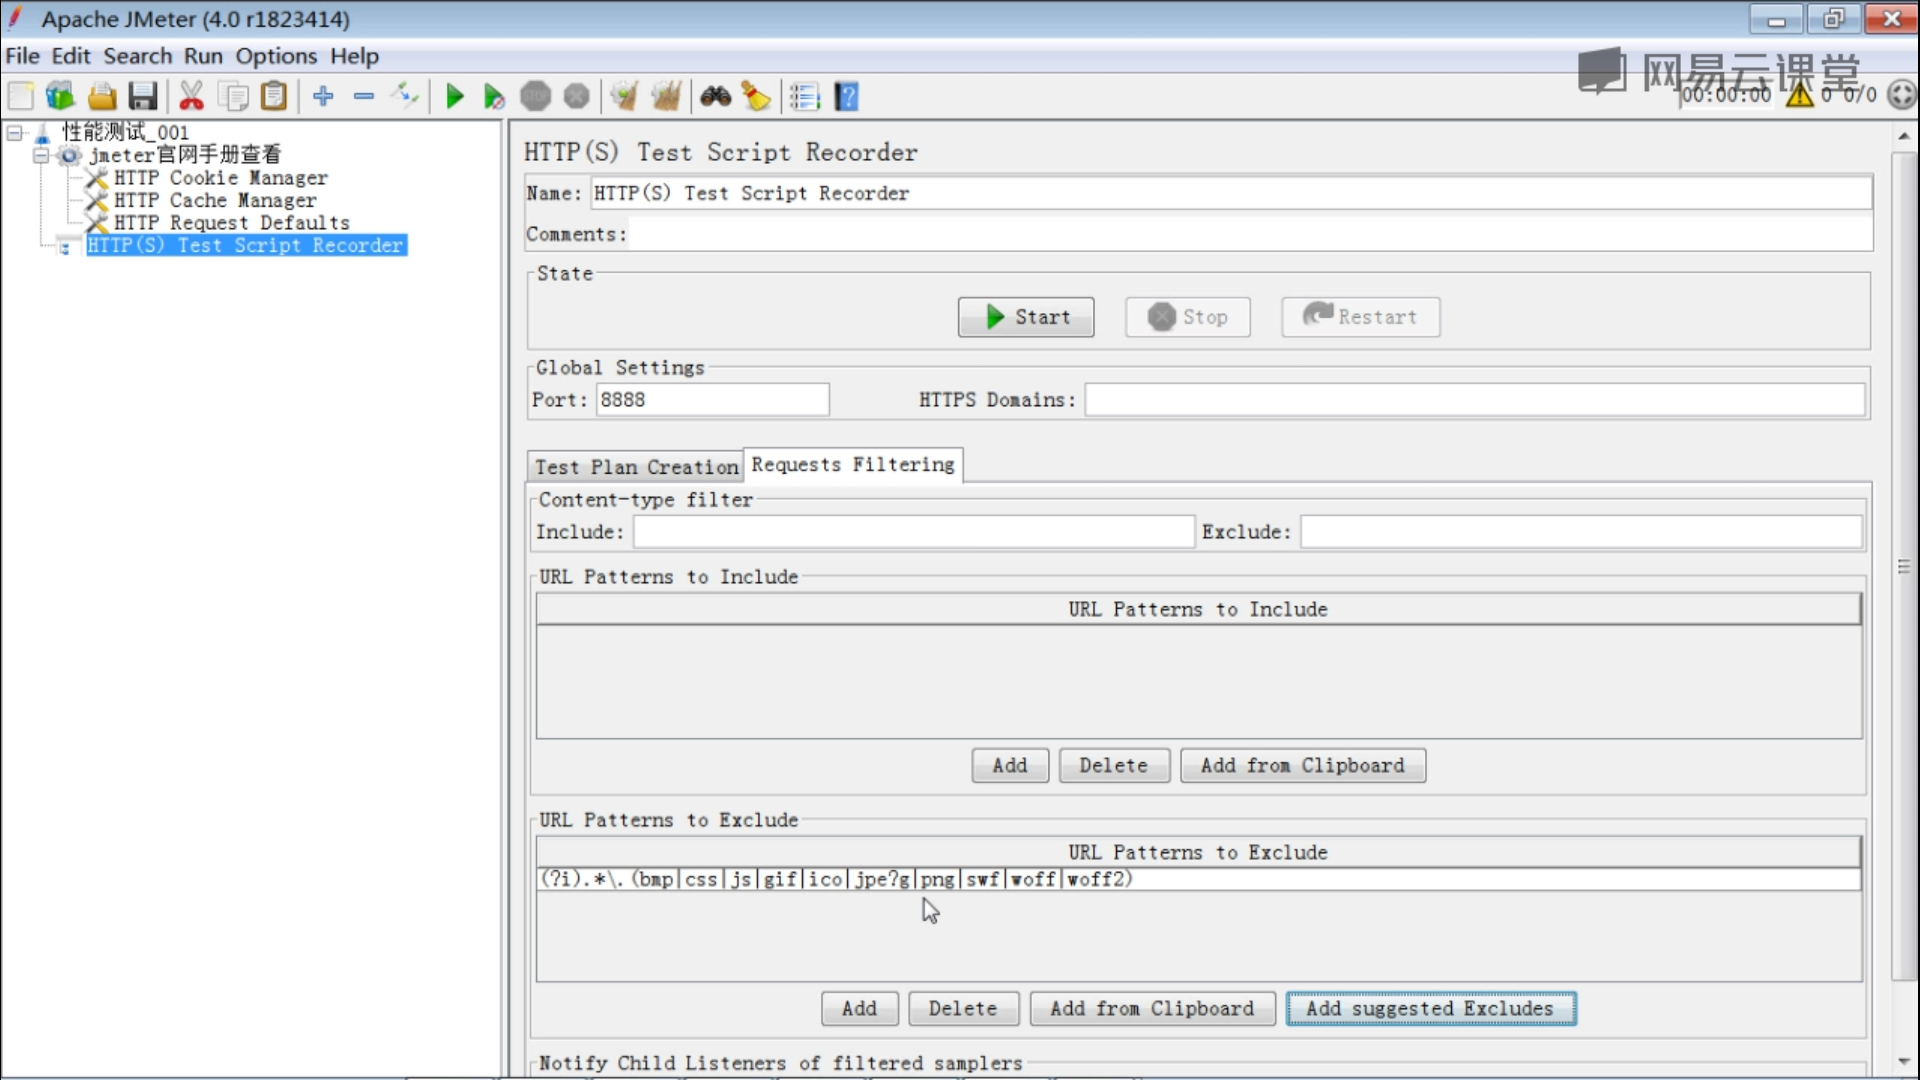 Apache JMeter (4.0 r1823414)
File Edit Search Run Options Help
网易云课堂
00:00:00 0 0/0
性能测试_001
jmeter官网手册查看
HTTP Cookie Manager
HTTP Cache Manager
HTTP Request Defaults
HTTP(S) Test Script Recorder
HTTP(S) Test Script Recorder
Name: HTTP(S) Test Script Recorder
Comments:
State
Start Stop Restart
Global Settings
Port: 8888 HTTPS Domains:
Test Plan Creation Requests Filtering
Content-type filter
Include: Exclude:
URL Patterns to Include
URL Patterns to Include
Add Delete Add from Clipboard
URL Patterns to Exclude
URL Patterns to Exclude
(?i).*\.(bmp|css|js|gif|ico|jpe?g|png|swf|woff|woff2)
Add Delete Add from Clipboard Add suggested Excludes
Notify Child Listeners of filtered samplers